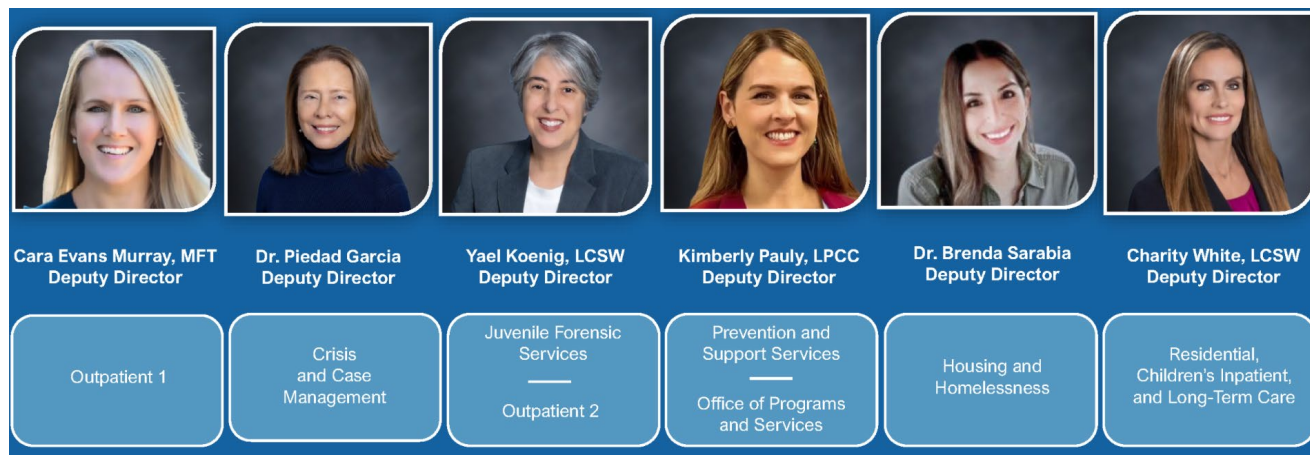 Cara Evans Murray, MFT
Deputy Director
Dr. Piedad Garcia
Deputy Director
Yael Koenig, LCSW
Deputy Director
Kimberly Pauly, LPCC
Deputy Director
Dr. Brenda Sarabia
Deputy Director
Charity White, LCSW
Deputy Director
Outpatient 1
Crisis
and Case
Management
Juvenile Forensic
Services
Outpatient 2
Prevention and
Support Services
Office of Programs
and Services
Housing and
Homelessness
Residential,
Children's Inpatient,
and Long-Term Care